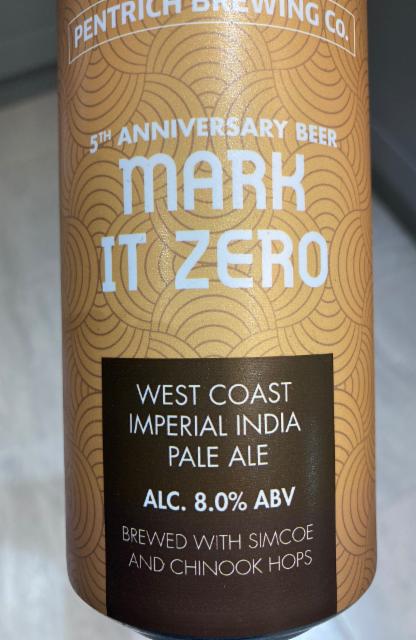 PENTRICH BREWING CO.
5TH ANNIVERSARY BEER
MARK
IT ZERO
WEST COAST
IMPERIAL INDIA
PALE ALE
ALC. 8.0% ABV
BREWED WITH SIMCOE
AND CHINOOK HOPS